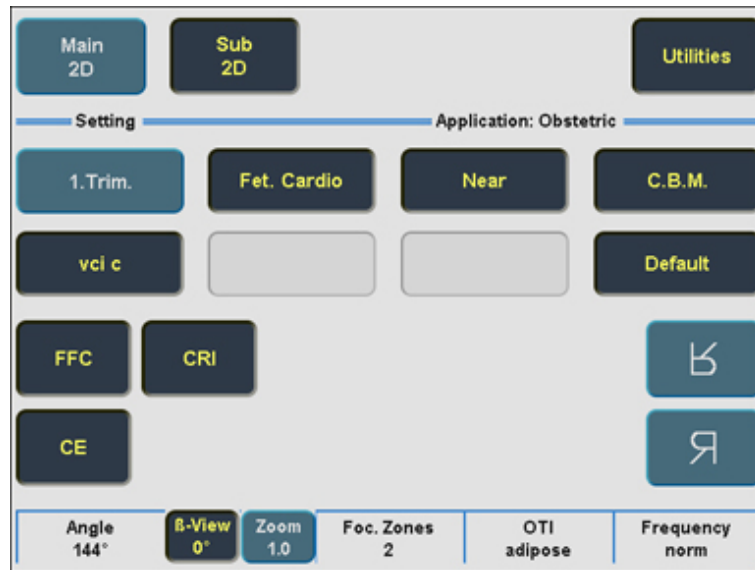 Main
2D
Sub
2D
Utilities
Setting
Application: Obstetric
1.Trim.
Fet. Cardio
Near
C.B.M.
vci c
Default
FFC
CRI
R
CE
Я
Angle
144°
ß-View
0°
Zoom
1.0
Foc. Zones
2
OTI
adipose
Frequency
norm